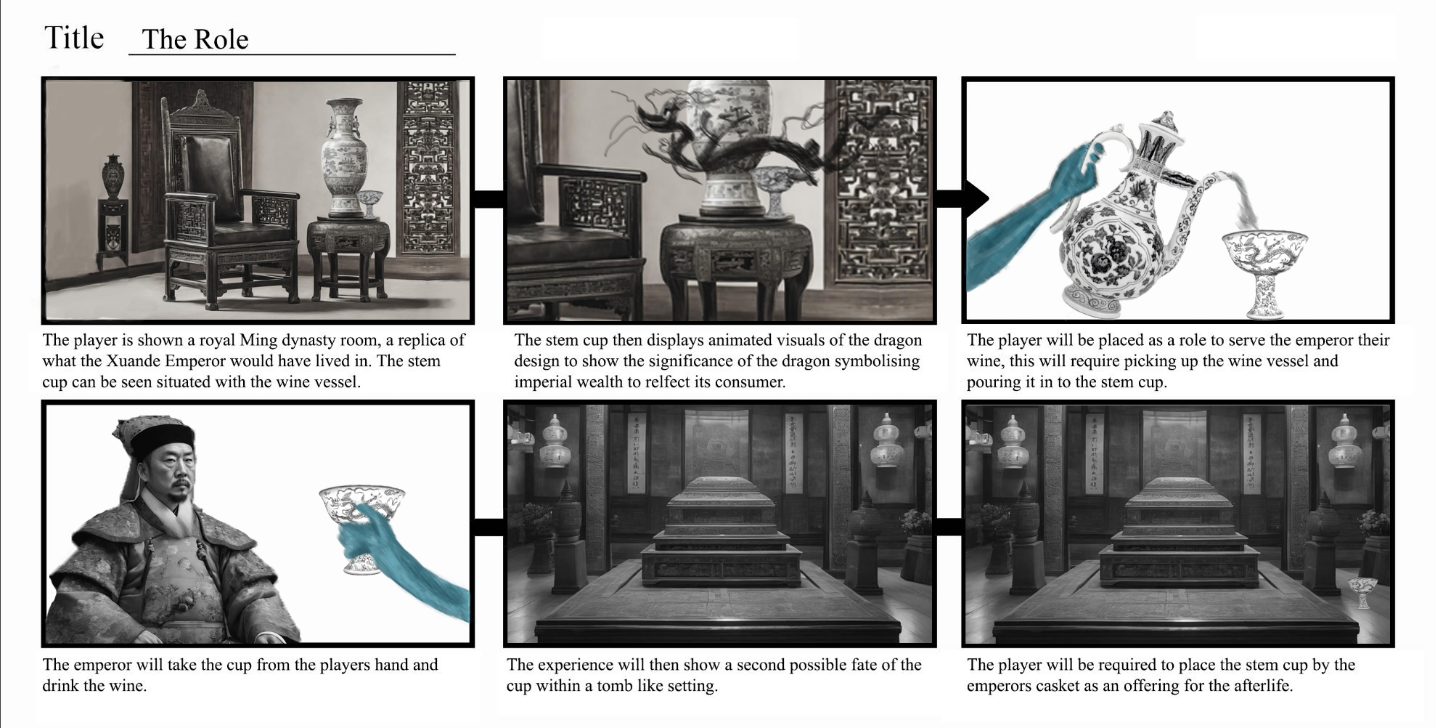 Title The Role
The player is shown a royal Ming dynasty room, a replica of
what the Xuande Emperor would have lived in. The stem
cup can be seen situated with the wine vessel.
The stem cup then displays animated visuals of the dragon
design to show the significance of the dragon symbolising
imperial wealth to relfect its consumer.
The player will be placed as a role to serve the emperor their
wine, this will require picking up the wine vessel and
pouring it in to the stem cup.
The emperor will take the cup from the players hand and
drink the wine.
The experience will then show a second possible fate of the
cup within a tomb like setting.
The player will be required to place the stem cup by the
emperors casket as an offering for the afterlife.